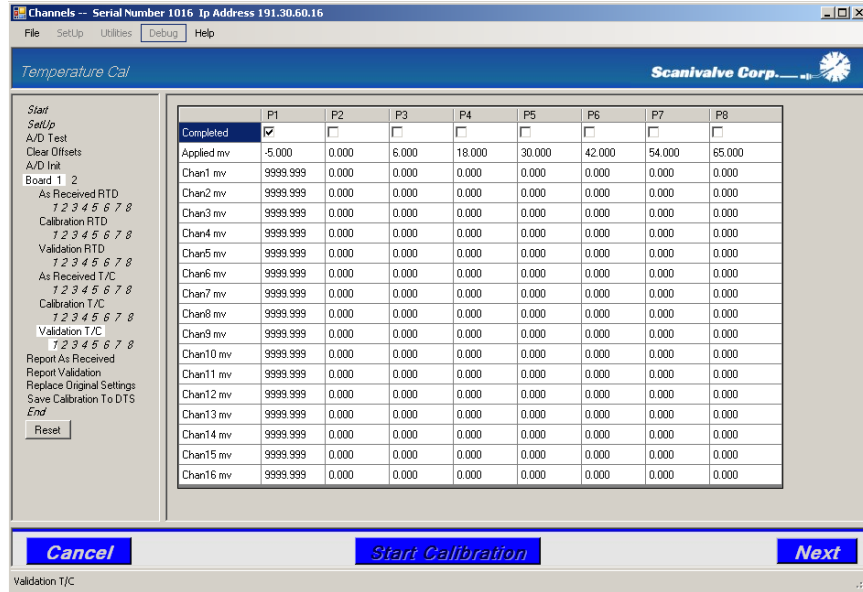 Channels -- Serial Number 1016 Ip Address 191.30.60.16
File SetUp Utilities Debug Help
Temperature Cal
Scanivalve Corp.
Start
SetUp
A/D Test
Clear Offsets
A/D Init
Board 1 2
As Received RTD
1 2 3 4 5 6 7 8
Calibration RTD
1 2 3 4 5 6 7 8
Validation RTD
1 2 3 4 5 6 7 8
As Received T/C
1 2 3 4 5 6 7 8
Calibration T/C
1 2 3 4 5 6 7 8
Validation T/C
1 2 3 4 5 6 7 8
Report As Received
Report Validation
Replace Original Settings
Save Calibration To DTS
End
Reset
P1 P2 P3 P4 P5 P6 P7 P8
Completed
Applied mv -5.000 0.000 6.000 18.000 30.000 42.000 54.000 65.000
Chan1 mv 9999.999 0.000 0.000 0.000 0.000 0.000 0.000 0.000
Chan2 mv 9999.999 0.000 0.000 0.000 0.000 0.000 0.000 0.000
Chan3 mv 9999.999 0.000 0.000 0.000 0.000 0.000 0.000 0.000
Chan4 mv 9999.999 0.000 0.000 0.000 0.000 0.000 0.000 0.000
Chan5 mv 9999.999 0.000 0.000 0.000 0.000 0.000 0.000 0.000
Chan6 mv 9999.999 0.000 0.000 0.000 0.000 0.000 0.000 0.000
Chan7 mv 9999.999 0.000 0.000 0.000 0.000 0.000 0.000 0.000
Chan8 mv 9999.999 0.000 0.000 0.000 0.000 0.000 0.000 0.000
Chan9 mv 9999.999 0.000 0.000 0.000 0.000 0.000 0.000 0.000
Chan10 mv 9999.999 0.000 0.000 0.000 0.000 0.000 0.000 0.000
Chan11 mv 9999.999 0.000 0.000 0.000 0.000 0.000 0.000 0.000
Chan12 mv 9999.999 0.000 0.000 0.000 0.000 0.000 0.000 0.000
Chan13 mv 9999.999 0.000 0.000 0.000 0.000 0.000 0.000 0.000
Chan14 mv 9999.999 0.000 0.000 0.000 0.000 0.000 0.000 0.000
Chan15 mv 9999.999 0.000 0.000 0.000 0.000 0.000 0.000 0.000
Chan16 mv 9999.999 0.000 0.000 0.000 0.000 0.000 0.000 0.000
Cancel Start Calibration Next
Validation T/C